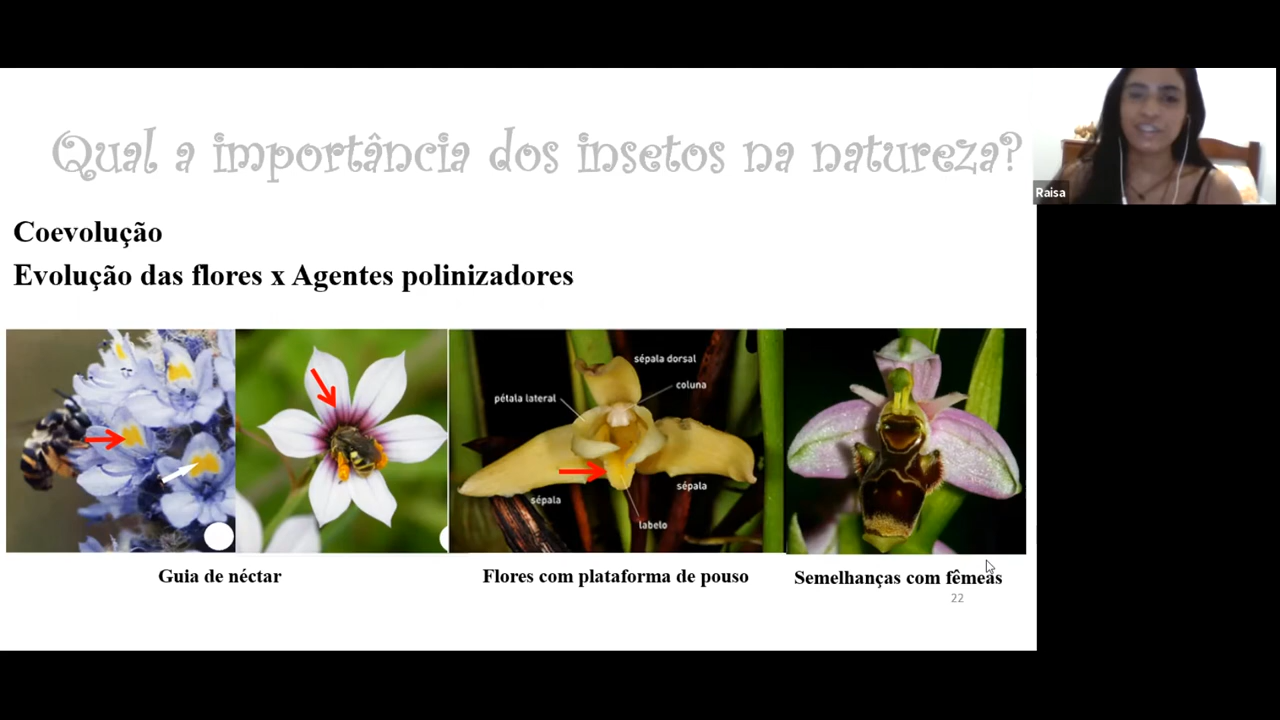 Qual a importância dos insetos na natureza?
Raisa
Coevolução
Evolução das flores x Agentes polinizadores
sépala dorsal
coluna
pétala lateral
sépala
sépala
labelo
Guia de néctar
Flores com plataforma de pouso
Semelhanças com fêmeas
22